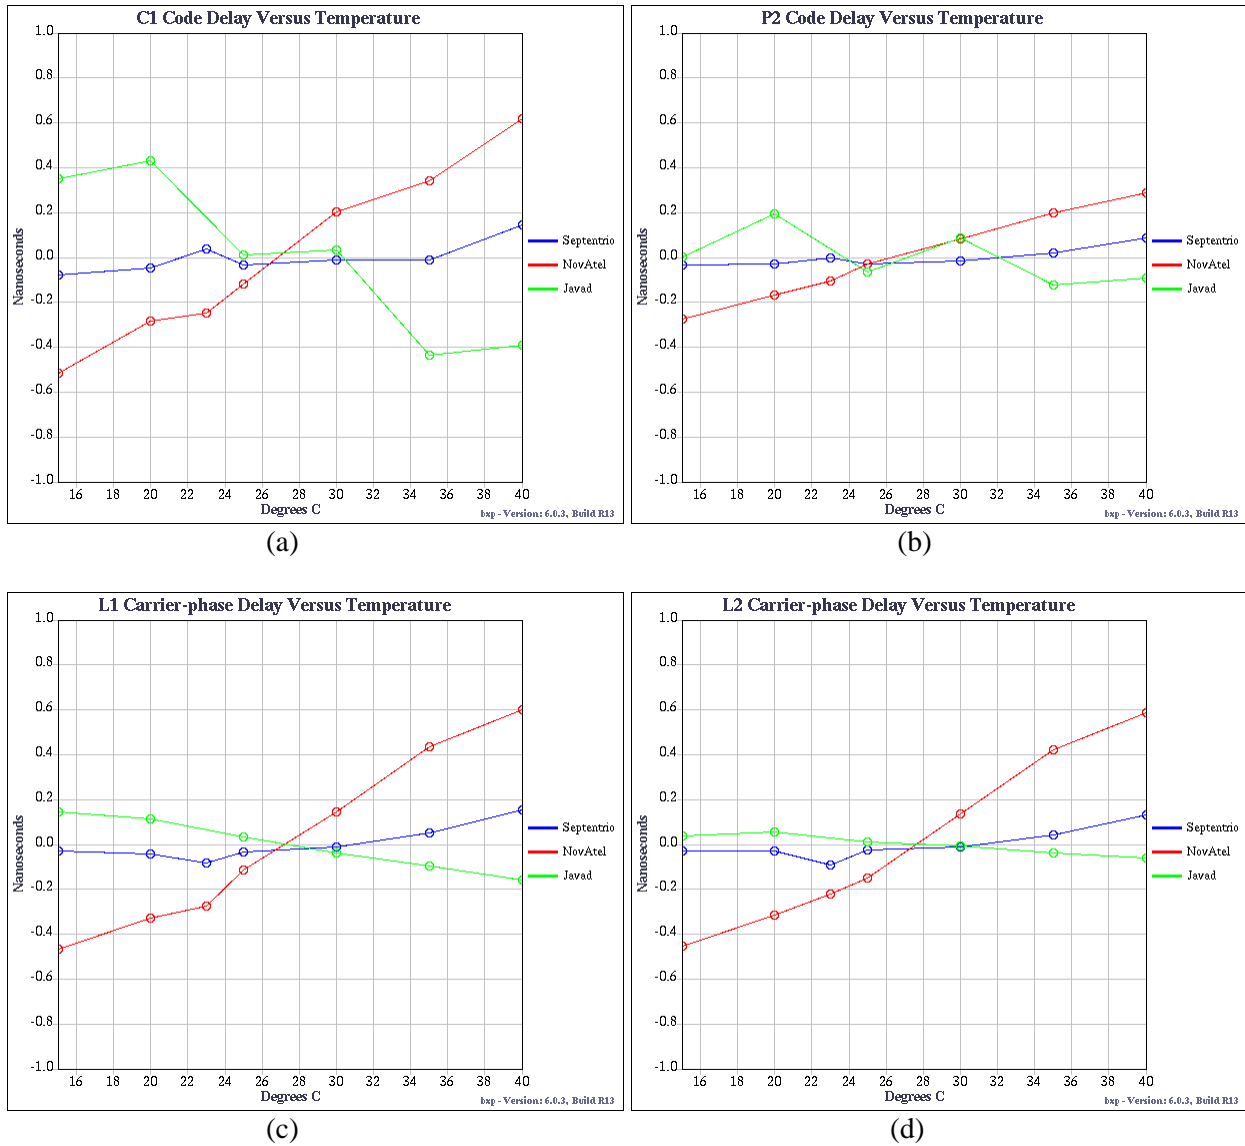 C1 Code Delay Versus Temperature
1.0
0.8
0.6
0.4
0.2
0.0
-0.2
-0.4
-0.6
-0.8
-1.0
Nanoseconds
16 18 20 22 24 26 28 30 32 34 36 38 40
Degrees C
Septentrio
NovAtel
Javad
bxp - Version: 6.0.3, Build R13
(a)
P2 Code Delay Versus Temperature
1.0
0.8
0.6
0.4
0.2
0.0
-0.2
-0.4
-0.6
-0.8
-1.0
Nanoseconds
16 18 20 22 24 26 28 30 32 34 36 38 40
Degrees C
Septentrio
NovAtel
Javad
bxp - Version: 6.0.3, Build R13
(b)
L1 Carrier-phase Delay Versus Temperature
1.0
0.8
0.6
0.4
0.2
0.0
-0.2
-0.4
-0.6
-0.8
-1.0
Nanoseconds
16 18 20 22 24 26 28 30 32 34 36 38 40
Degrees C
Septentrio
NovAtel
Javad
bxp - Version: 6.0.3, Build R13
(c)
L2 Carrier-phase Delay Versus Temperature
1.0
0.8
0.6
0.4
0.2
0.0
-0.2
-0.4
-0.6
-0.8
-1.0
Nanoseconds
16 18 20 22 24 26 28 30 32 34 36 38 40
Degrees C
Septentrio
NovAtel
Javad
bxp - Version: 6.0.3, Build R13
(d)